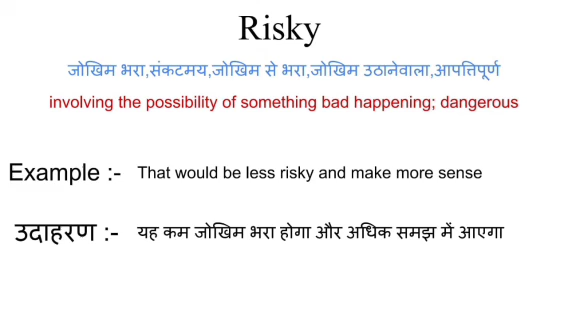 Risky
जोखिम भरा,संकटमय,जोखिम से भरा,जोखिम उठानेवाला,आपत्तिपूर्ण
involving the possibility of something bad happening; dangerous
Example :- That would be less risky and make more sense
उदाहरण :- यह कम जोखिम भरा होगा और अधिक समझ में आएगा